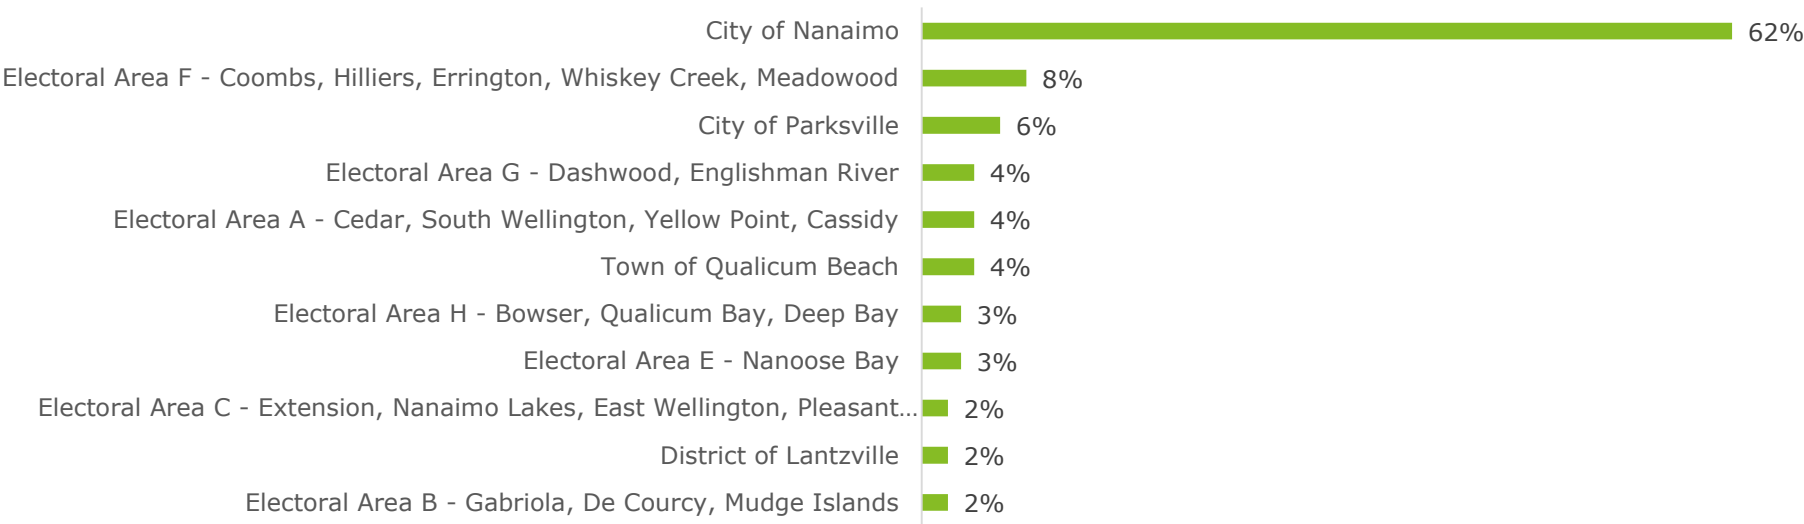 City of Nanaimo 62%
Electoral Area F - Coombs, Hilliers, Errington, Whiskey Creek, Meadowood 8%
City of Parksville 6%
Electoral Area G - Dashwood, Englishman River 4%
Electoral Area A - Cedar, South Wellington, Yellow Point, Cassidy 4%
Town of Qualicum Beach 4%
Electoral Area H - Bowser, Qualicum Bay, Deep Bay 3%
Electoral Area E - Nanoose Bay 3%
Electoral Area C - Extension, Nanaimo Lakes, East Wellington, Pleasant… 2%
District of Lantzville 2%
Electoral Area B - Gabriola, De Courcy, Mudge Islands 2%